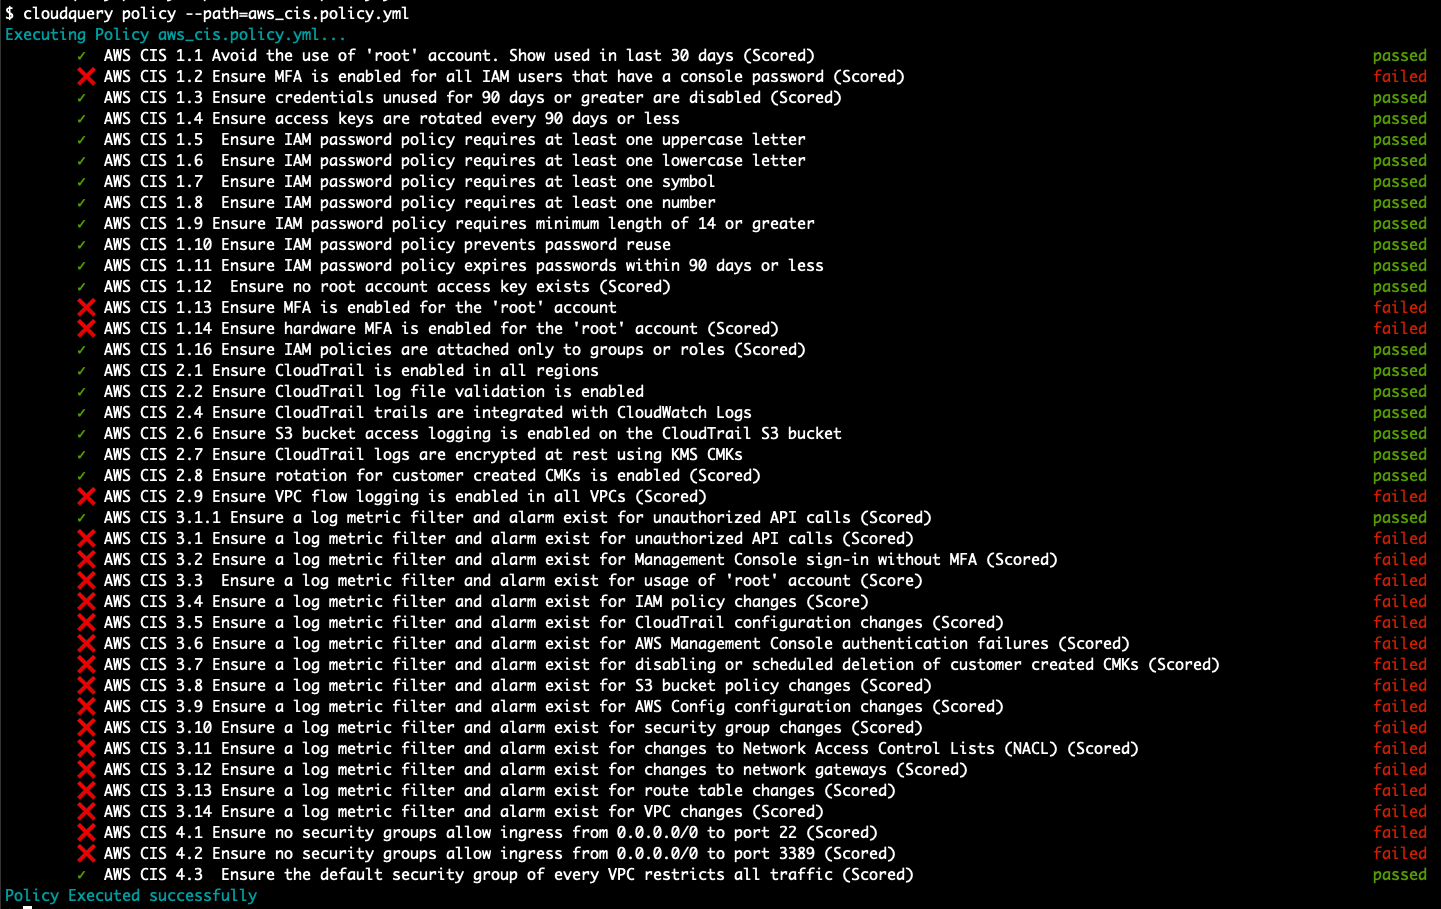 $ cloudquery policy --path=aws_cis.policy.yml
Executing Policy aws_cis.policy.yml...
✓ AWS CIS 1.1 Avoid the use of 'root' account. Show used in last 30 days (Scored) passed
❌ AWS CIS 1.2 Ensure MFA is enabled for all IAM users that have a console password (Scored) failed
✓ AWS CIS 1.3 Ensure credentials unused for 90 days or greater are disabled (Scored) passed
✓ AWS CIS 1.4 Ensure access keys are rotated every 90 days or less passed
✓ AWS CIS 1.5  Ensure IAM password policy requires at least one uppercase letter passed
✓ AWS CIS 1.6  Ensure IAM password policy requires at least one lowercase letter passed
✓ AWS CIS 1.7  Ensure IAM password policy requires at least one symbol passed
✓ AWS CIS 1.8  Ensure IAM password policy requires at least one number passed
✓ AWS CIS 1.9 Ensure IAM password policy requires minimum length of 14 or greater passed
✓ AWS CIS 1.10 Ensure IAM password policy prevents password reuse passed
✓ AWS CIS 1.11 Ensure IAM password policy expires passwords within 90 days or less passed
✓ AWS CIS 1.12  Ensure no root account access key exists (Scored) passed
❌ AWS CIS 1.13 Ensure MFA is enabled for the 'root' account failed
❌ AWS CIS 1.14 Ensure hardware MFA is enabled for the 'root' account (Scored) failed
✓ AWS CIS 1.16 Ensure IAM policies are attached only to groups or roles (Scored) passed
✓ AWS CIS 2.1 Ensure CloudTrail is enabled in all regions passed
✓ AWS CIS 2.2 Ensure CloudTrail log file validation is enabled passed
✓ AWS CIS 2.4 Ensure CloudTrail trails are integrated with CloudWatch Logs passed
✓ AWS CIS 2.6 Ensure S3 bucket access logging is enabled on the CloudTrail S3 bucket passed
✓ AWS CIS 2.7 Ensure CloudTrail logs are encrypted at rest using KMS CMKs passed
✓ AWS CIS 2.8 Ensure rotation for customer created CMKs is enabled (Scored) passed
❌ AWS CIS 2.9 Ensure VPC flow logging is enabled in all VPCs (Scored) failed
✓ AWS CIS 3.1.1 Ensure a log metric filter and alarm exist for unauthorized API calls (Scored) passed
❌ AWS CIS 3.1 Ensure a log metric filter and alarm exist for unauthorized API calls (Scored) failed
❌ AWS CIS 3.2 Ensure a log metric filter and alarm exist for Management Console sign-in without MFA (Scored) failed
❌ AWS CIS 3.3  Ensure a log metric filter and alarm exist for usage of 'root' account (Score) failed
❌ AWS CIS 3.4 Ensure a log metric filter and alarm exist for IAM policy changes (Score) failed
❌ AWS CIS 3.5 Ensure a log metric filter and alarm exist for CloudTrail configuration changes (Scored) failed
❌ AWS CIS 3.6 Ensure a log metric filter and alarm exist for AWS Management Console authentication failures (Scored) failed
❌ AWS CIS 3.7 Ensure a log metric filter and alarm exist for disabling or scheduled deletion of customer created CMKs (Scored) failed
❌ AWS CIS 3.8 Ensure a log metric filter and alarm exist for S3 bucket policy changes (Scored) failed
❌ AWS CIS 3.9 Ensure a log metric filter and alarm exist for AWS Config configuration changes (Scored) failed
❌ AWS CIS 3.10 Ensure a log metric filter and alarm exist for security group changes (Scored) failed
❌ AWS CIS 3.11 Ensure a log metric filter and alarm exist for changes to Network Access Control Lists (NACL) (Scored) failed
❌ AWS CIS 3.12 Ensure a log metric filter and alarm exist for changes to network gateways (Scored) failed
❌ AWS CIS 3.13 Ensure a log metric filter and alarm exist for route table changes (Scored) failed
❌ AWS CIS 3.14 Ensure a log metric filter and alarm exist for VPC changes (Scored) failed
❌ AWS CIS 4.1 Ensure no security groups allow ingress from 0.0.0.0/0 to port 22 (Scored) failed
❌ AWS CIS 4.2 Ensure no security groups allow ingress from 0.0.0.0/0 to port 3389 (Scored) failed
✓ AWS CIS 4.3  Ensure the default security group of every VPC restricts all traffic (Scored) passed
Policy Executed successfully